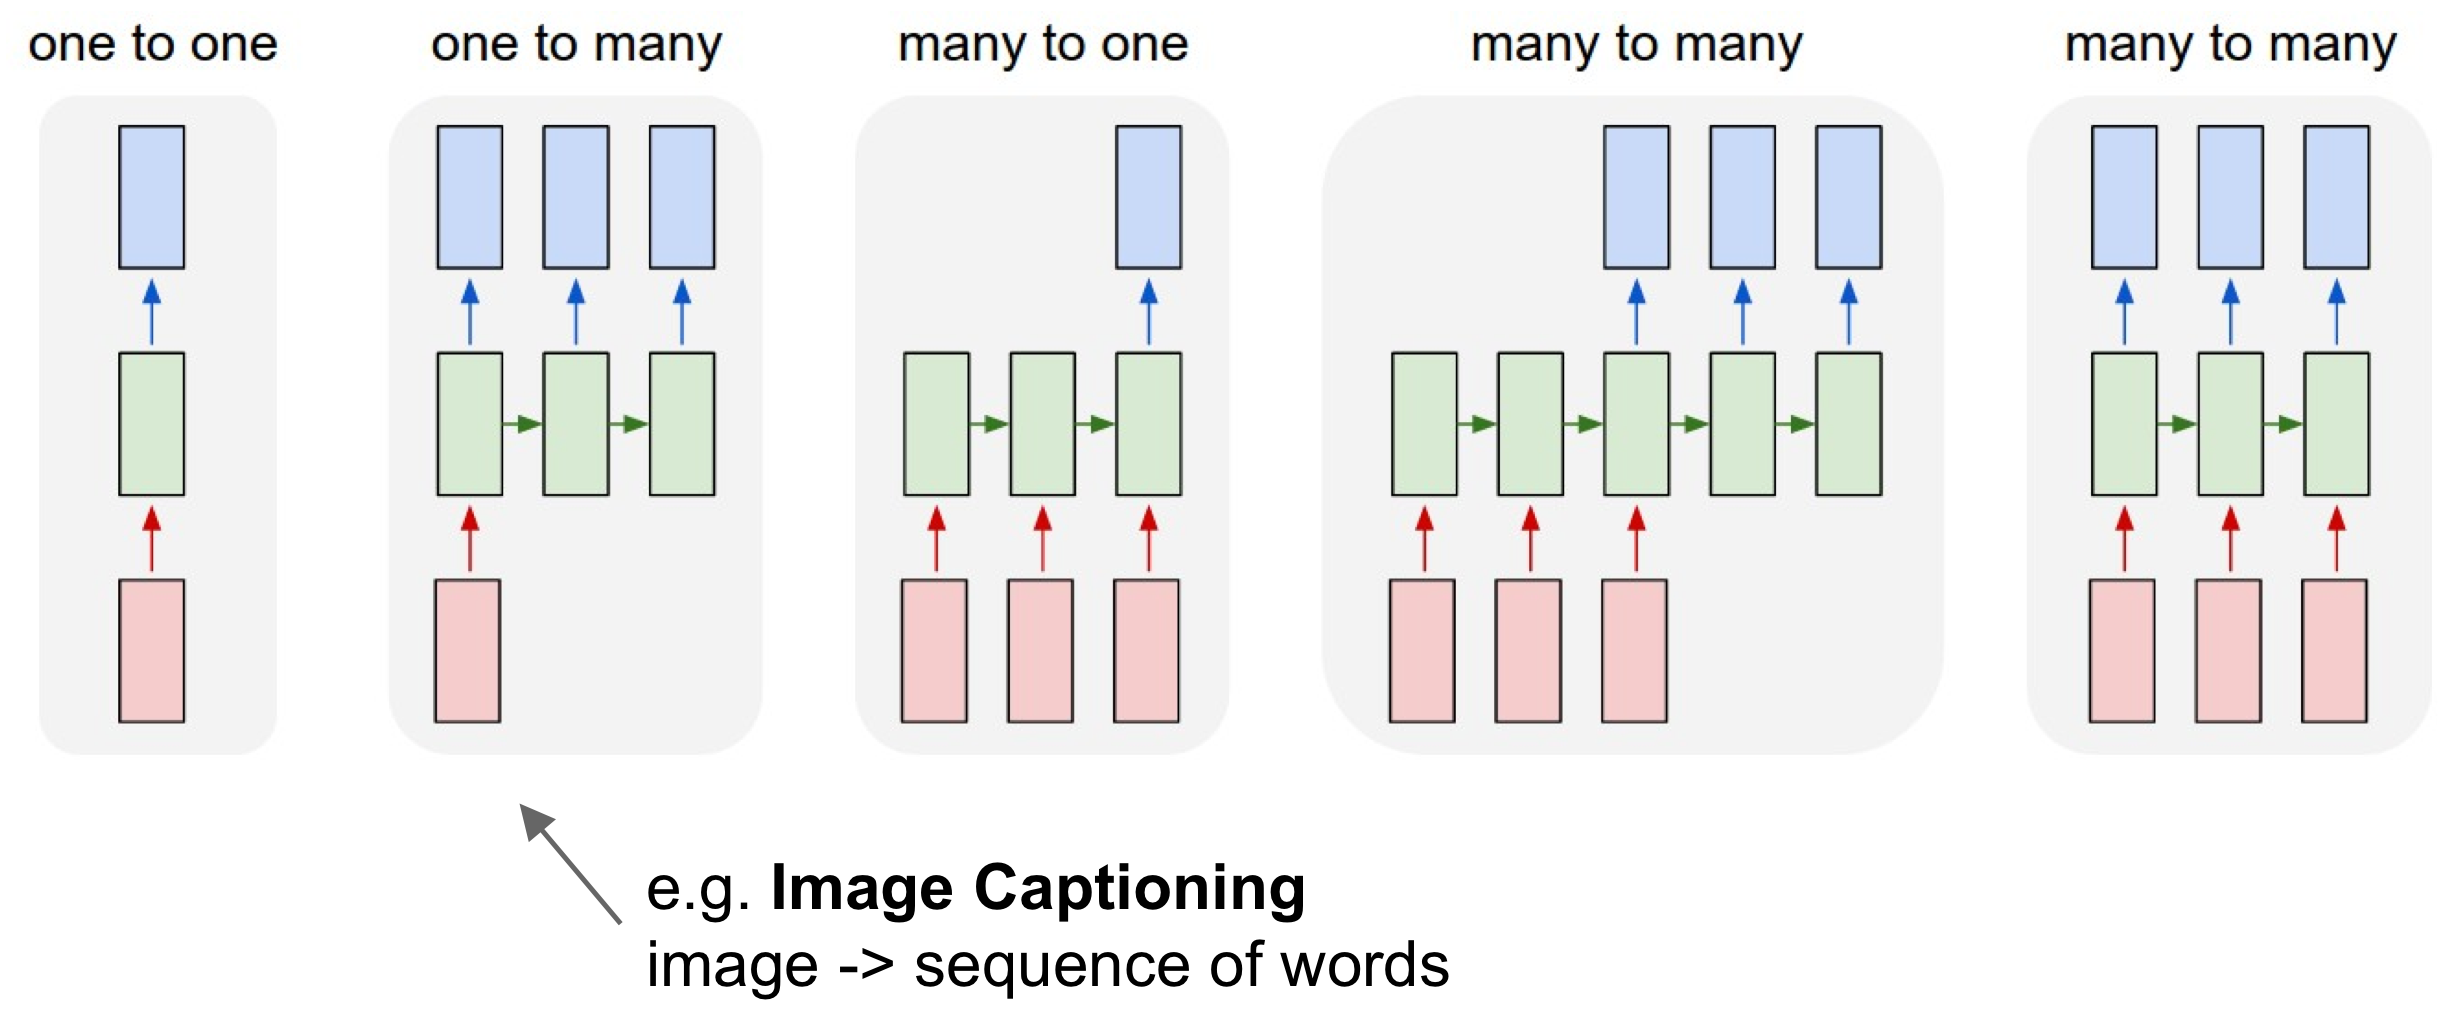 one to one
one to many
many to one
many to many
many to many
e.g. Image Captioning
image -> sequence of words